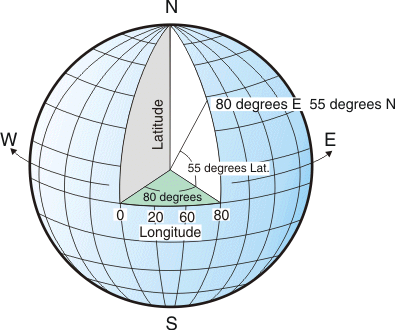 N
80 degrees E 55 degrees N
Latitude
W
E
55 degrees Lat.
80 degrees
0 20 60 80
Longitude
S